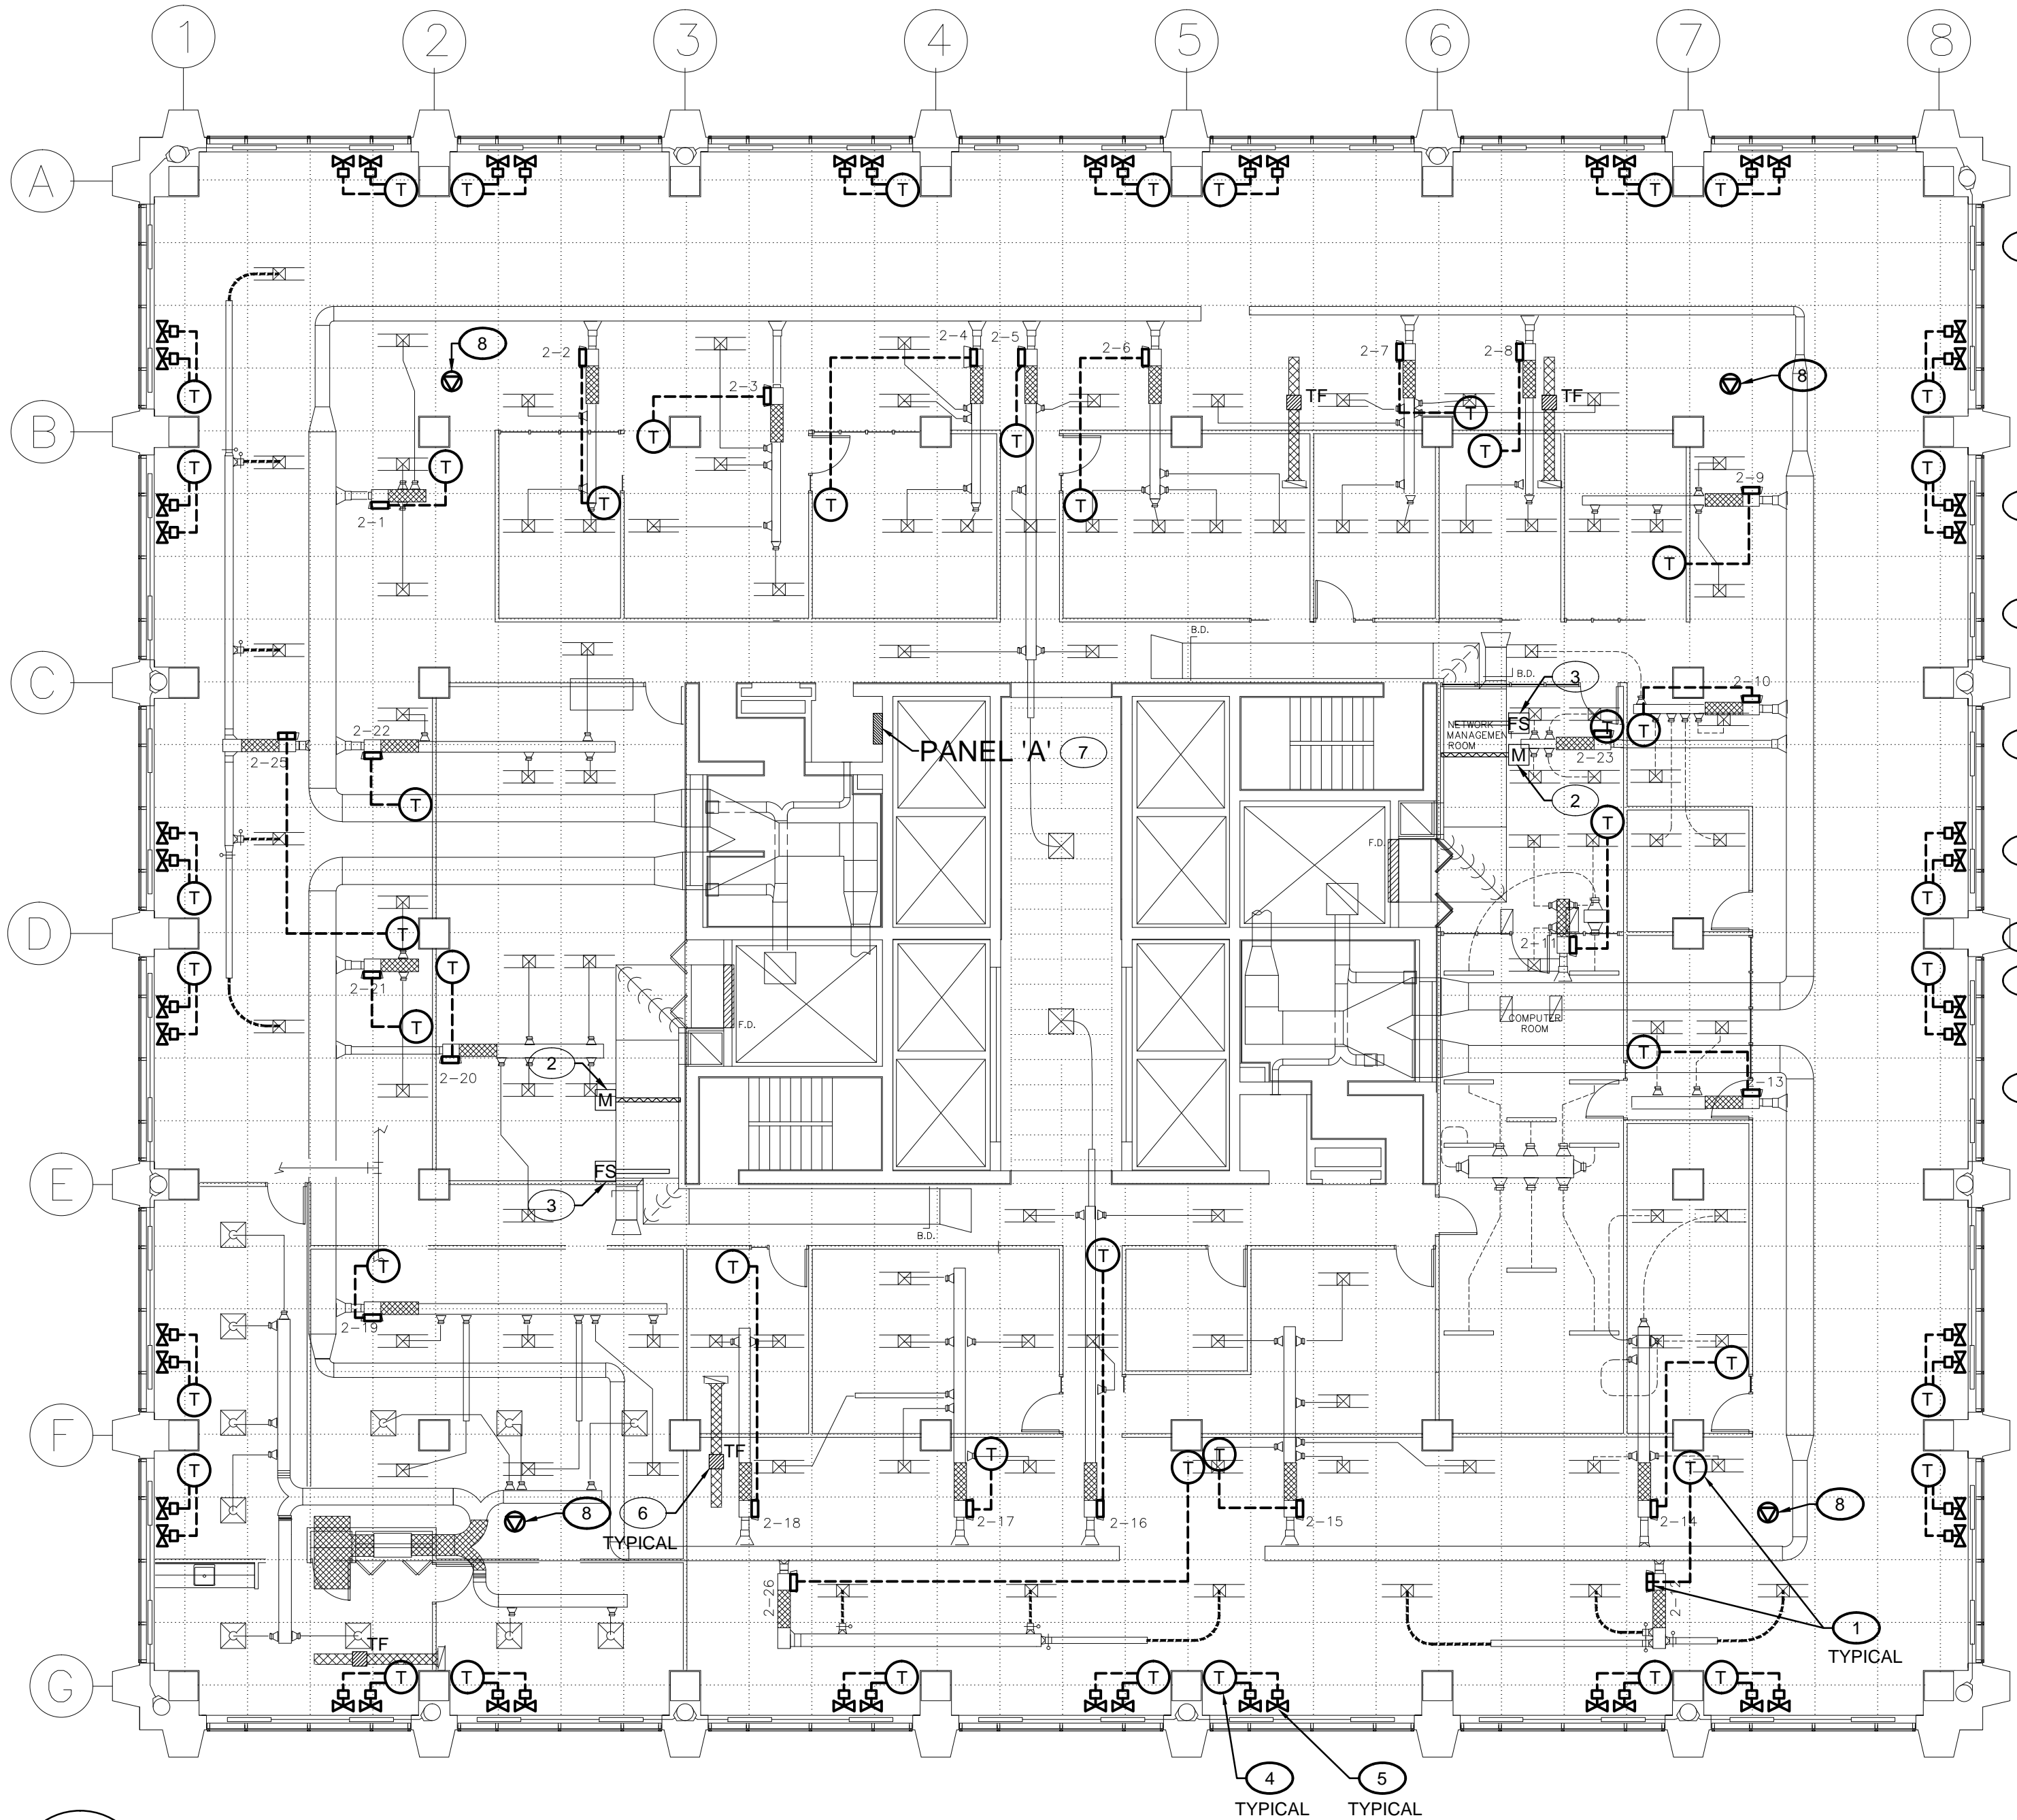 1 2 3 4 5 6 7 8
A
T T T T T T T T
8
2-2
2-4
2-5
2-6
2-7
2-8
8
T
2-3
TF
TF
T
B
T
T
T
T
T
T
T
2-9
T
T
T
T
2-1
T
B.D.
C
B.D.
3
2-10
2-22
NETWORK
MANAGEMENT
ROOM
FS
T
T
2-25
PANEL 'A'
7
M
2-23
T
2
T
F.D.
T
T
D
T
2-11
T
T
2-21
T
F.D.
T
COMPUTER
ROOM
2-20
2
T
2-13
M
E
FS
3
B.D.
T
T
T
2-19
T
T
T
F
TF
T
T
T
T
T
T
8
6
TYPICAL
2-18
2-17
2-16
2-15
2-14
8
2-26
2-12
1
TYPICAL
TF
G
T T T T T T T
4
TYPICAL
5
TYPICAL